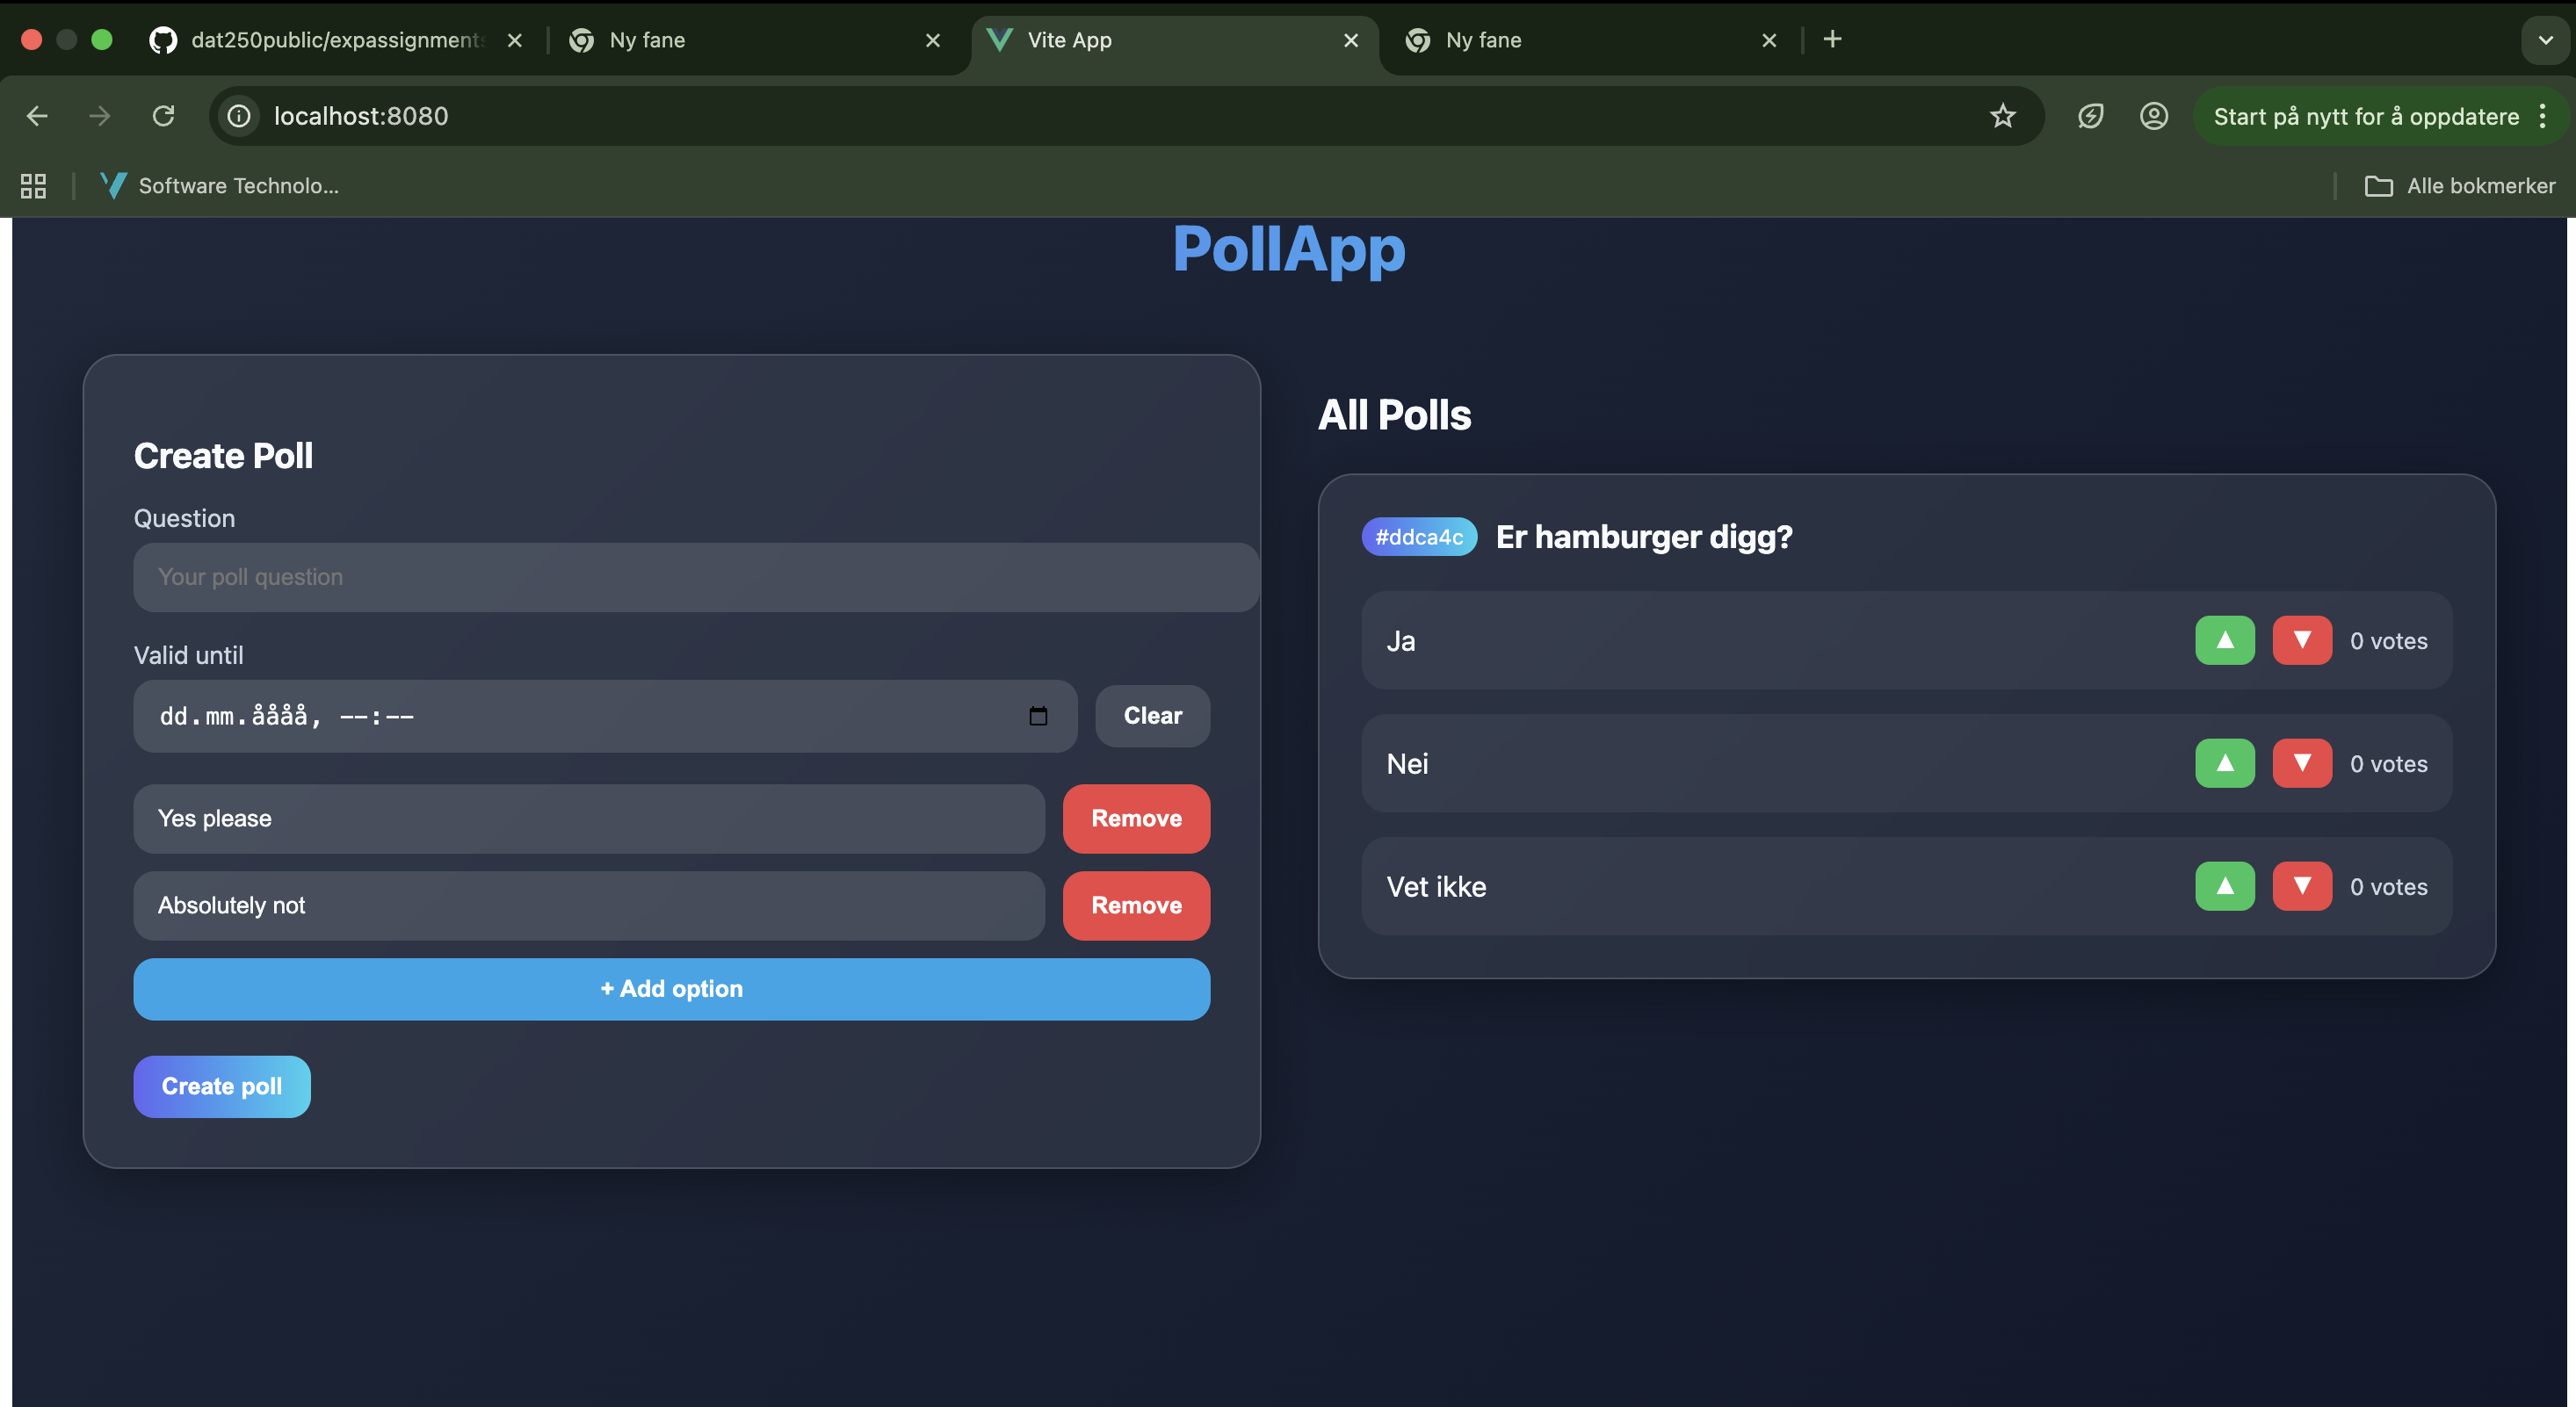 dat250public/expassignments
Ny fane
Vite App
Ny fane
localhost:8080
Start på nytt for å oppdatere
Software Technolo...
Alle bokmerker
PollApp
Create Poll
Question
Your poll question
Valid until
dd.mm.åååå, --:--
Clear
Yes please
Remove
Absolutely not
Remove
+ Add option
Create poll
All Polls
#ddca4c Er hamburger digg?
Ja
0 votes
Nei
0 votes
Vet ikke
0 votes